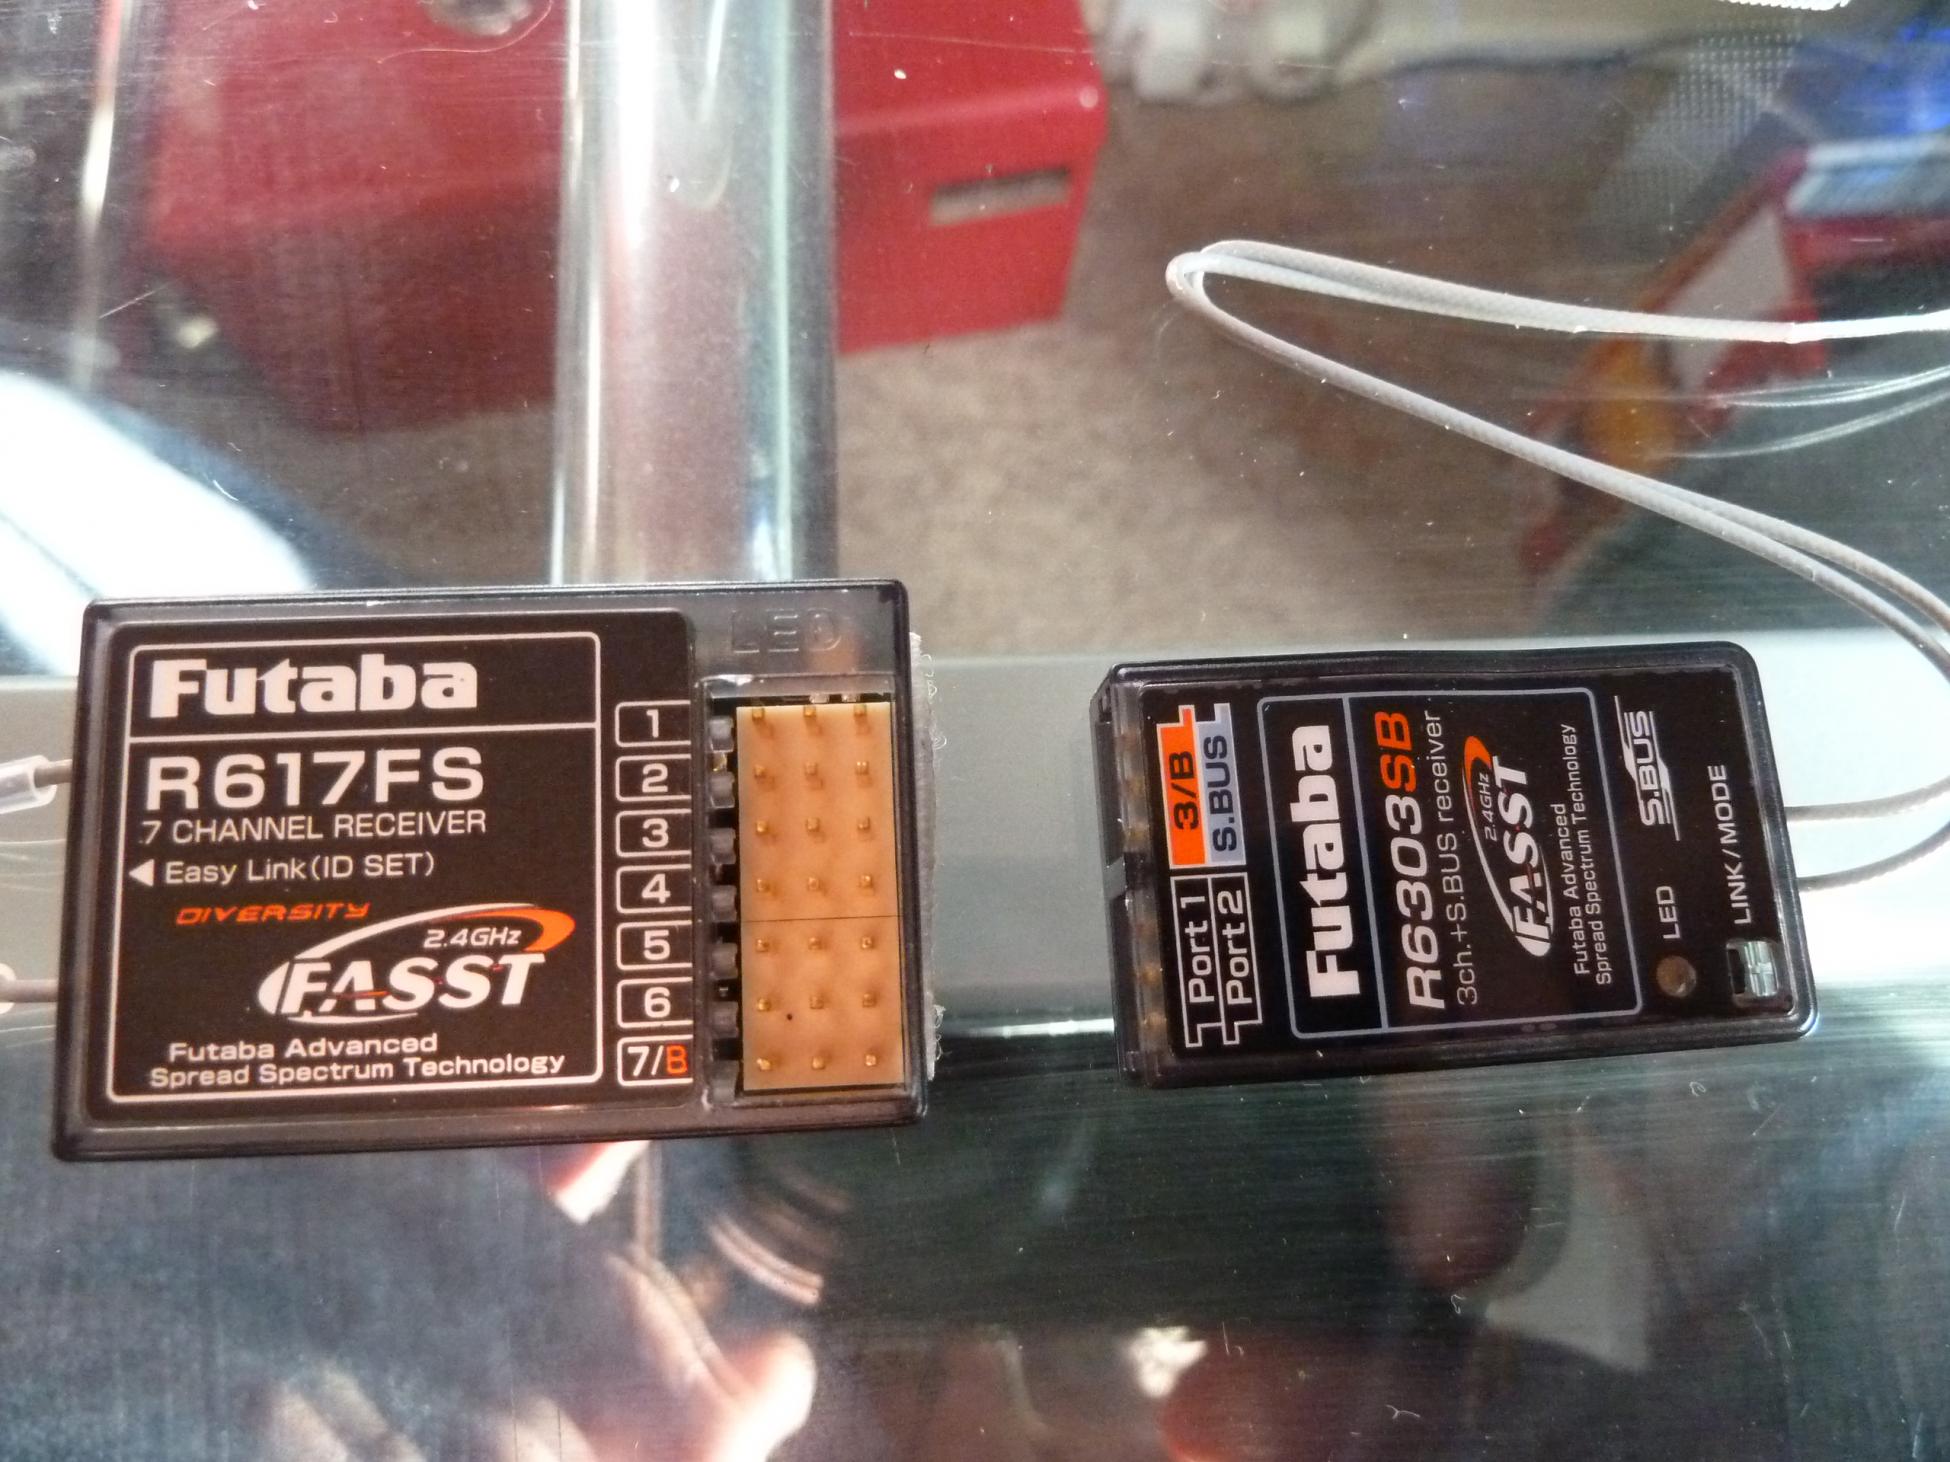 LED
Futaba
R617FS
7 CHANNEL RECEIVER
◀ Easy Link (ID SET)
DIVERSITY
2.4GHz
FASST
Futaba Advanced
Spread Spectrum Technology
1
2
3
4
5
6
7/B
3/B
S.BUS
Port 1
Port 2
Futaba
R6303SB
3ch.+S.BUS receiver
2.4GHz
FASST
Futaba Advanced
Spread Spectrum Technology
S.BUS
LED
LINK/MODE